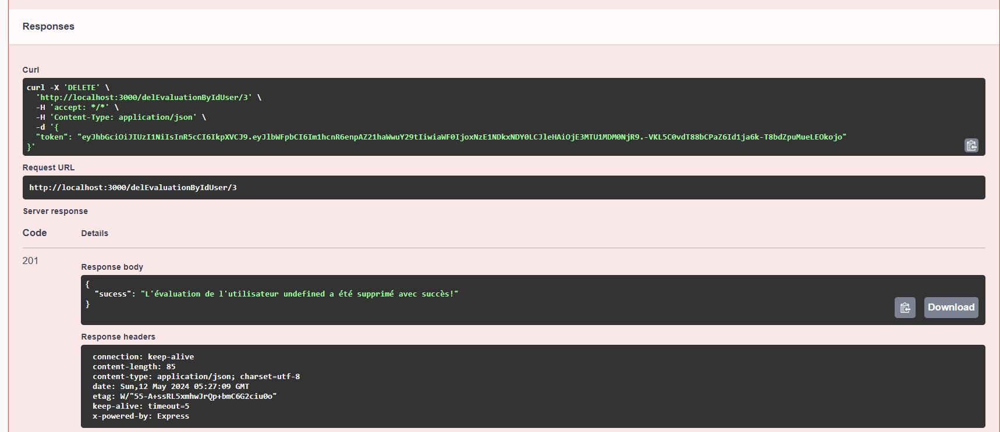 Responses
Curl
curl -X 'DELETE' \
'http://localhost:3000/delEvaluationByIdUser/3' \
-H 'accept: */*' \
-H 'Content-Type: application/json' \
-d '{
"token": "eyJhbGciOiJIUzI1NiIsInR5cCI6IkpXVCJ9.eyJlbWFpbCI6Im1hcnR6enpAZ21haWwuY29tIiwiaWF0IjoxNzE1NDkxNDY0LCJleHAiOjE3MTU1MDM0NjR9.-VKL5C0vdT88bCPaZ6Id1ja6k-T8bdZpuMueLEOkojo"
}'
Request URL
http://localhost:3000/delEvaluationByIdUser/3
Server response
Code Details
201
Response body
{
"sucess": "L'évaluation de l'utilisateur undefined a été supprimé avec succès!"
}
Download
Response headers
connection: keep-alive
content-length: 85
content-type: application/json; charset=utf-8
date: Sun,12 May 2024 05:27:09 GMT
etag: W/"55-A+ssRL5xmhwJrQp+bmC6G2ciu0o"
keep-alive: timeout=5
x-powered-by: Express